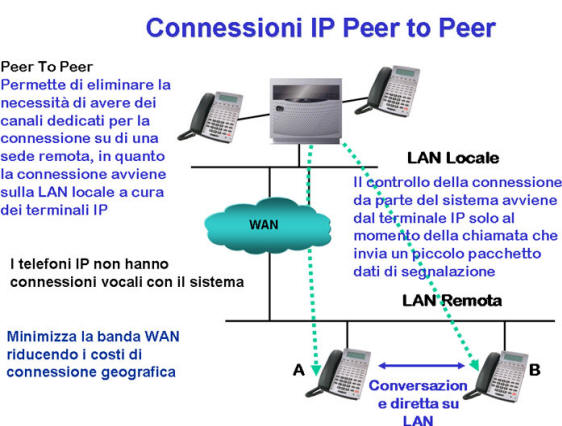 Connessioni IP Peer to Peer
Peer To Peer
Permette di eliminare la
necessità di avere dei
canali dedicati per la
connessione su di una
sede remota, in quanto
la connessione avviene
sulla LAN locale a cura
dei terminali IP
LAN Locale
Il controllo della connessione
da parte del sistema avviene
dal terminale IP solo al
momento della chiamata che
invia un piccolo pacchetto
dati di segnalazione
WAN
I telefoni IP non hanno
connessioni vocali con il sistema
LAN Remota
Minimizza la banda WAN
riducendo i costi di
connessione geografica
A
B
Conversazion
e diretta su
LAN